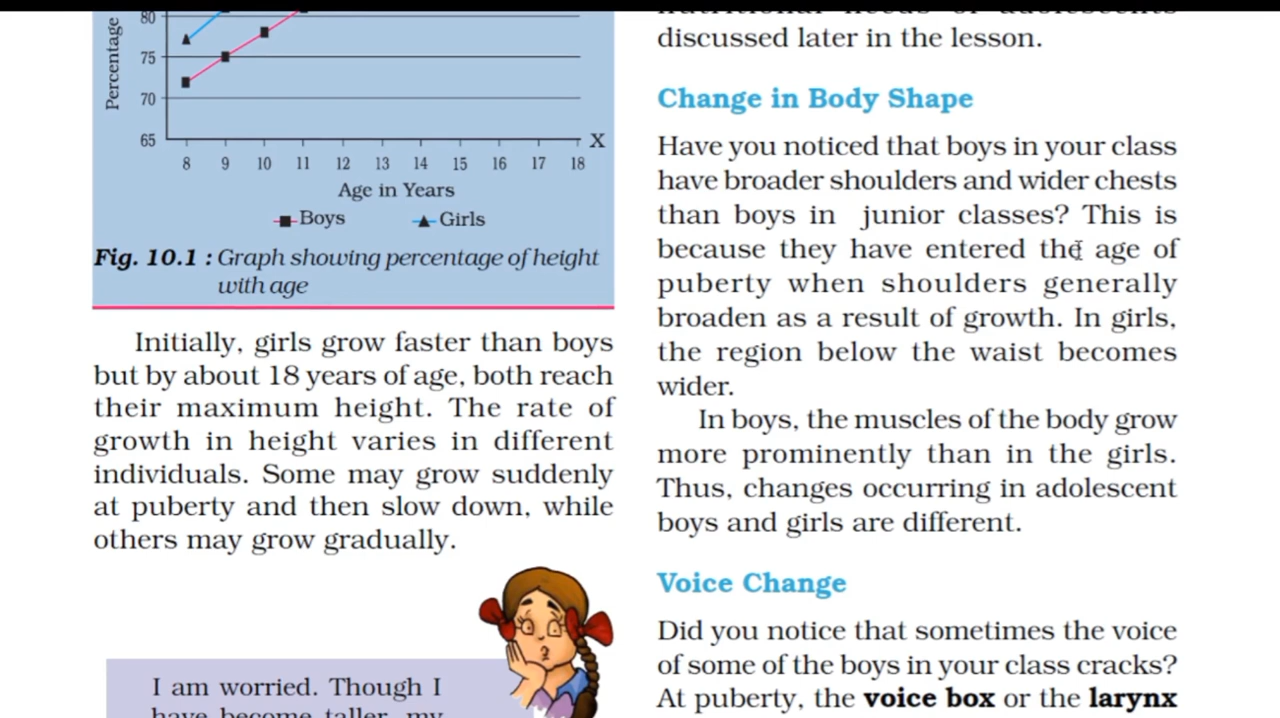 80
75
70
65
Percentage
X
8 9 10 11 12 13 14 15 16 17 18
Age in Years
Boys Girls
Fig. 10.1 : Graph showing percentage of height
with age
Initially, girls grow faster than boys
but by about 18 years of age, both reach
their maximum height. The rate of
growth in height varies in different
individuals. Some may grow suddenly
at puberty and then slow down, while
others may grow gradually.
I am worried. Though I
have become taller, my
nutritional needs of adolescents
discussed later in the lesson.
Change in Body Shape
Have you noticed that boys in your class
have broader shoulders and wider chests
than boys in junior classes? This is
because they have entered the age of
puberty when shoulders generally
broaden as a result of growth. In girls,
the region below the waist becomes
wider.
In boys, the muscles of the body grow
more prominently than in the girls.
Thus, changes occurring in adolescent
boys and girls are different.
Voice Change
Did you notice that sometimes the voice
of some of the boys in your class cracks?
At puberty, the voice box or the larynx